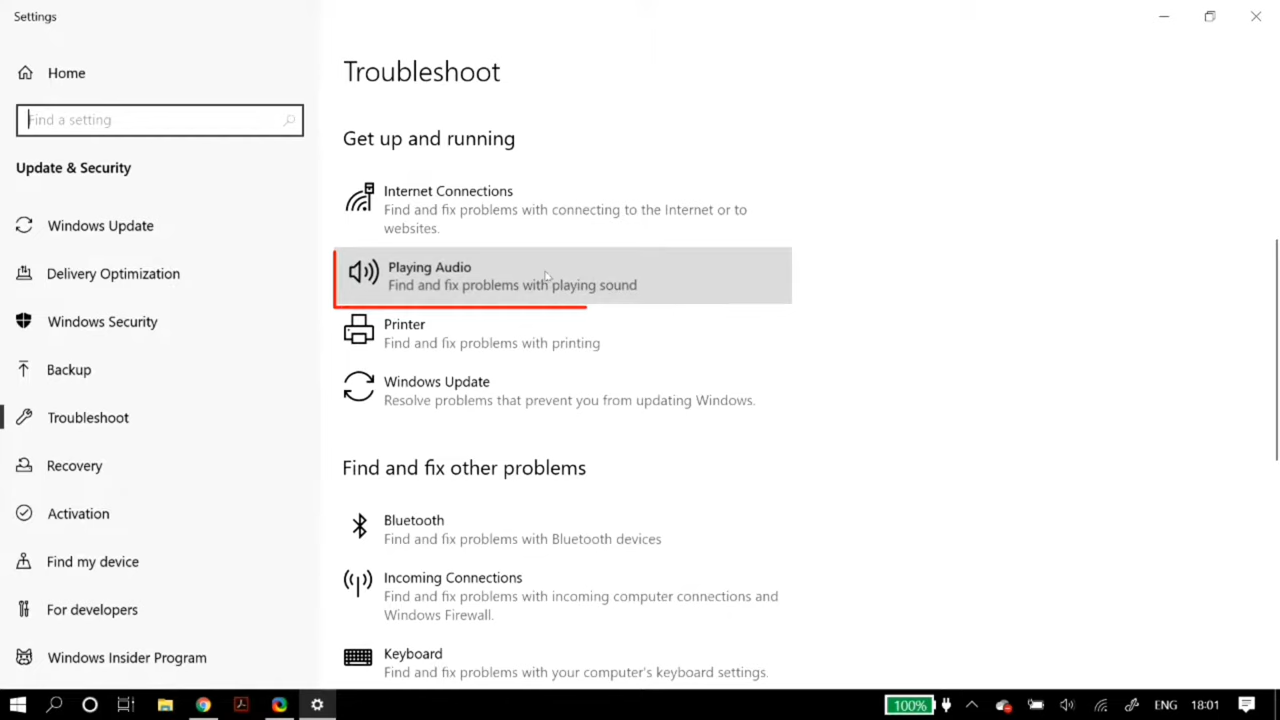 Settings
Home
Find a setting
Update & Security
Windows Update
Delivery Optimization
Windows Security
Backup
Troubleshoot
Recovery
Activation
Find my device
For developers
Windows Insider Program
Troubleshoot
Get up and running
Internet Connections
Find and fix problems with connecting to the Internet or to
websites.
Playing Audio
Find and fix problems with playing sound
Printer
Find and fix problems with printing
Windows Update
Resolve problems that prevent you from updating Windows.
Find and fix other problems
Bluetooth
Find and fix problems with Bluetooth devices
Incoming Connections
Find and fix problems with incoming computer connections and
Windows Firewall.
Keyboard
Find and fix problems with your computer's keyboard settings.
100% ENG 18:01